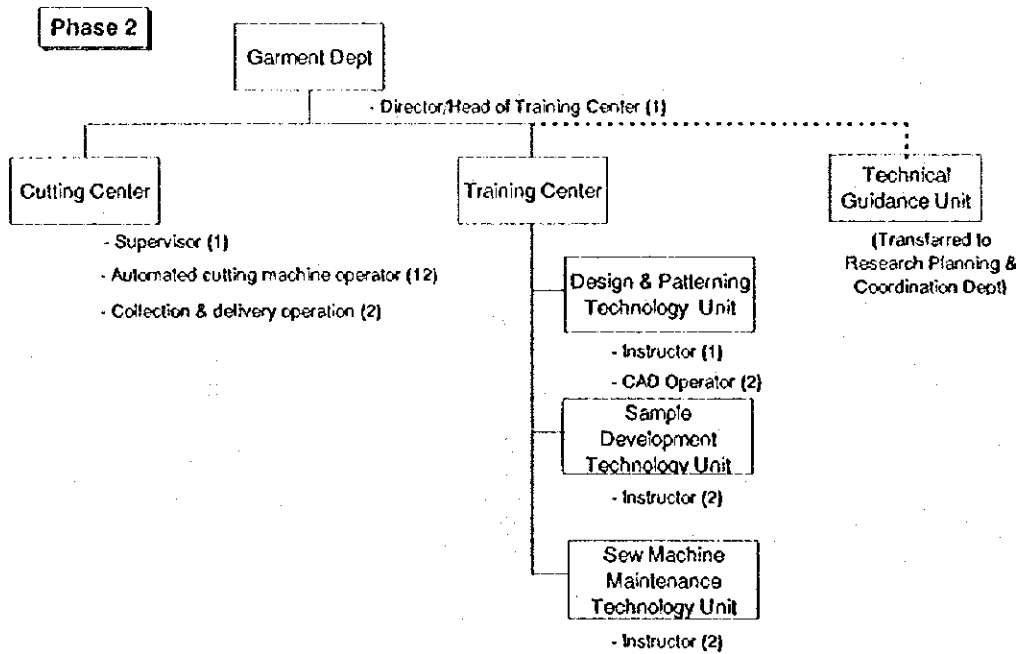 Phase 2
Garment Dept
- Director/Head of Training Center (1)
Cutting Center
- Supervisor (1)
- Automated cutting machine operator (12)
- Collection & delivery operation (2)
Training Center
Design & Patterning
Technology Unit
- Instructor (1)
- CAD Operator (2)
Sample
Development
Technology Unit
- Instructor (2)
Sew Machine
Maintenance
Technology Unit
- Instructor (2)
Technical
Guidance Unit
(Transferred to
Research Planning &
Coordination Dept)